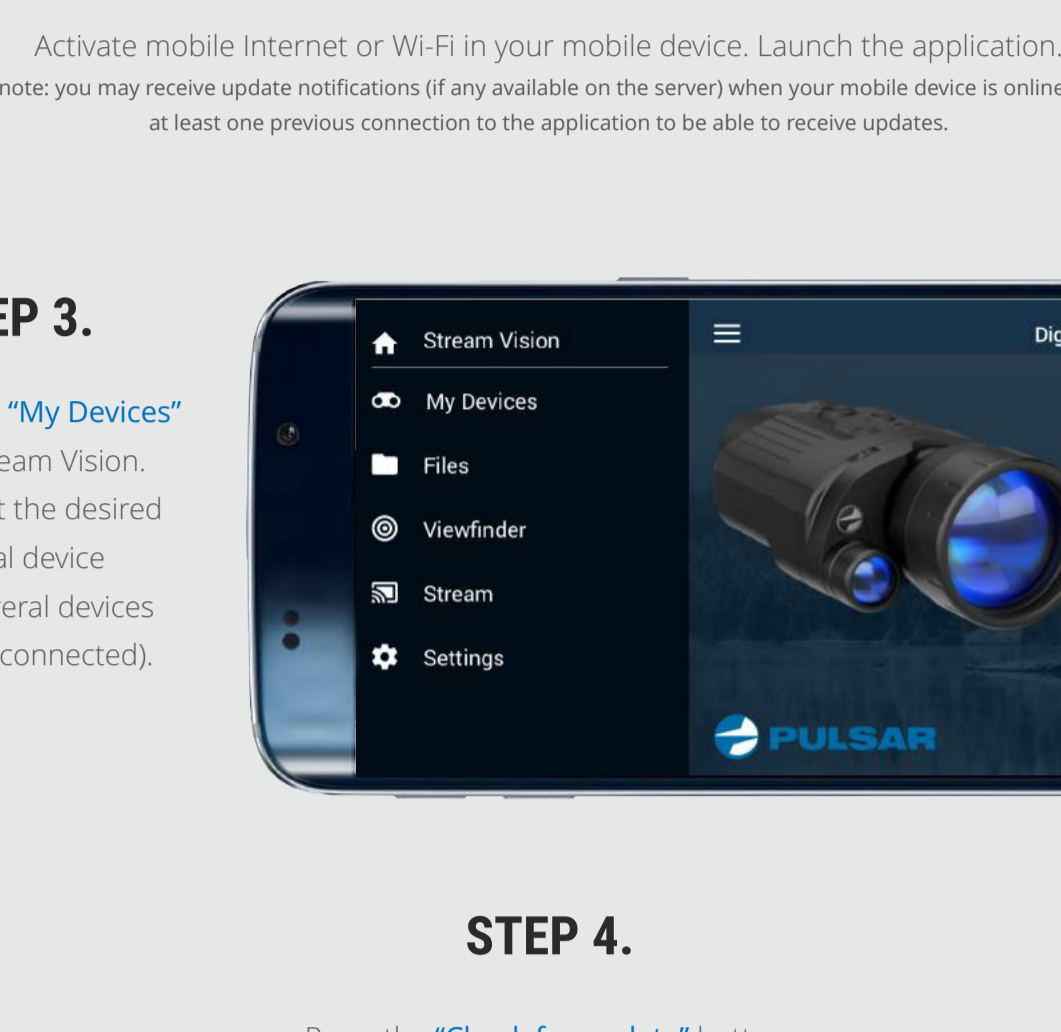 Activate mobile Internet or Wi-Fi in your mobile device. Launch the application.
note: you may receive update notifications (if any available on the server) when your mobile device is online
at least one previous connection to the application to be able to receive updates.
EP 3.
“My Devices”
eam Vision.
t the desired
al device
eral devices
connected).
Stream Vision
My Devices
Files
Viewfinder
Stream
Settings
Dig
PULSAR
STEP 4.
“Check for update”